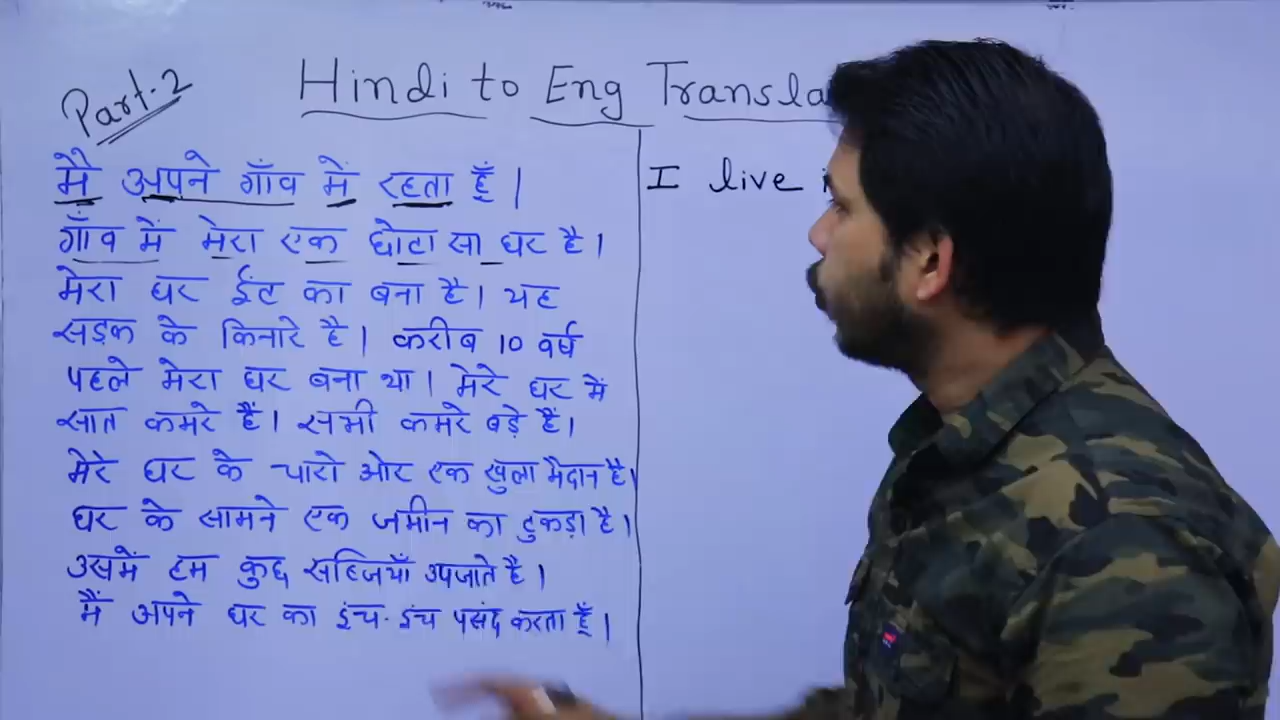 Part-2
Hindi to Eng Transla
मै अपने गाँव में रहता हूँ।
गाँव में मेरा एक छोटा सा घर है।
मेरा घर ईंट का बना है। यह
सड़क के किनारे है। करीब 10 वर्ष
पहले मेरा घर बना था। मेरे घर में
सात कमरे हैं। सभी कमरे बड़े हैं।
मेरे घर के चारो ओर एक खुला मैदान है।
घर के सामने एक जमीन का टुकड़ा है।
उसमें हम कुछ सब्जियाँ उपजाते है।
मैं अपने घर का इंच-इंच पसंद करता हूँ।
I live